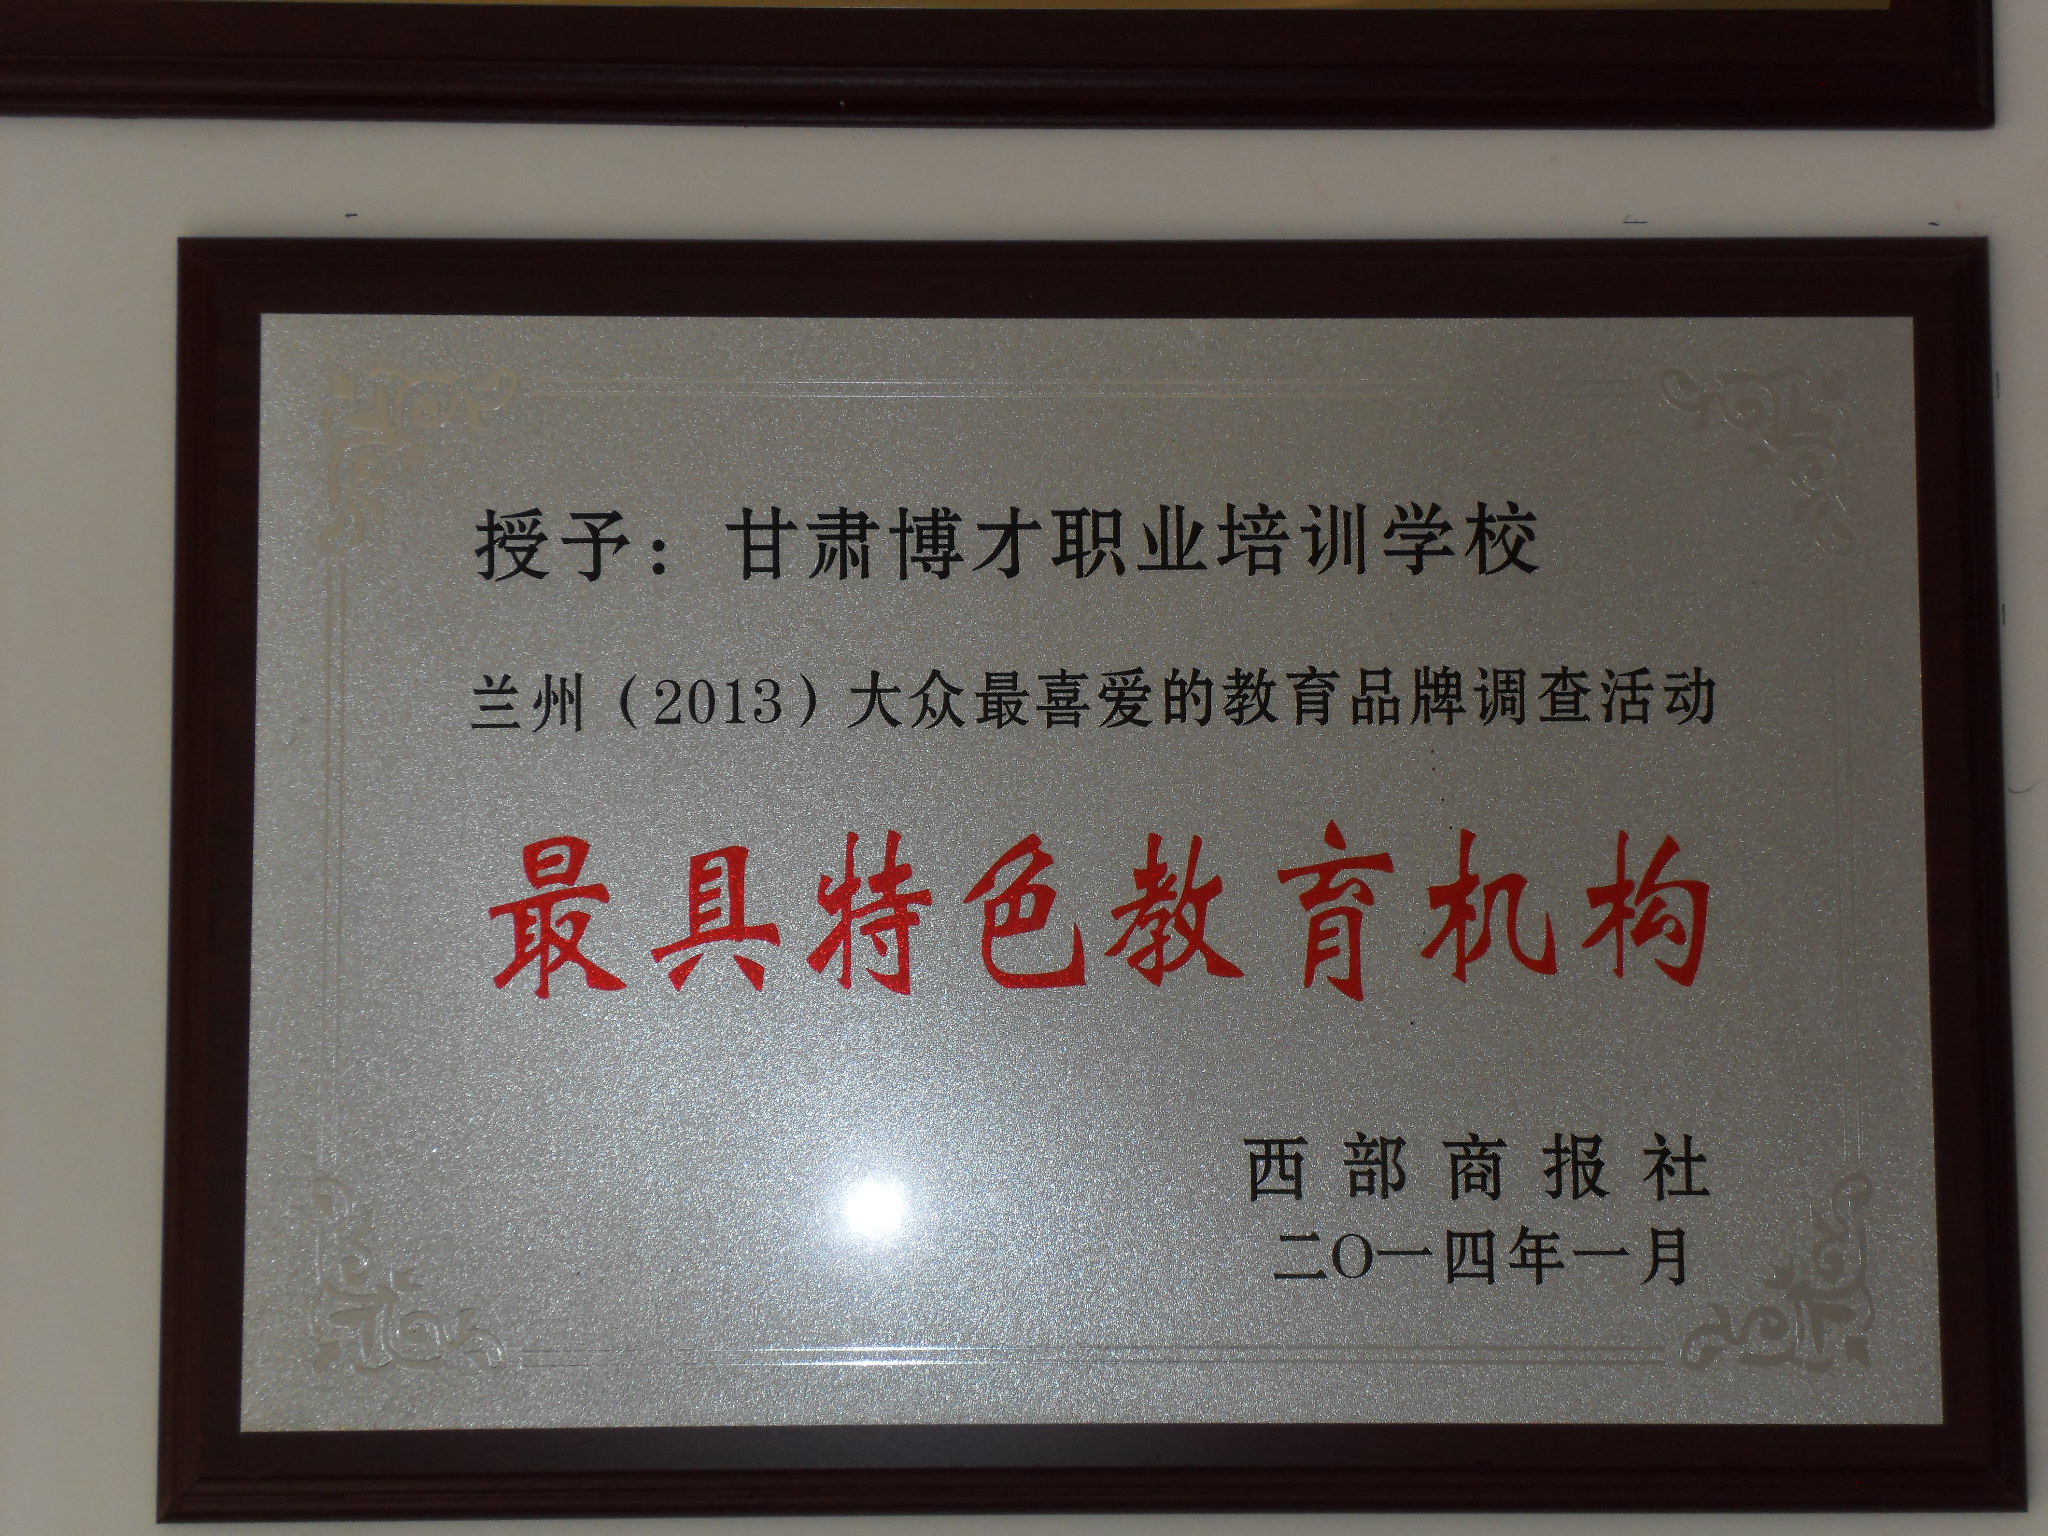 授予：甘肃博才职业培训学校
兰州（2013）大众最喜爱的教育品牌调查活动
最具特色教育机构
西部商报社
二〇一四年一月